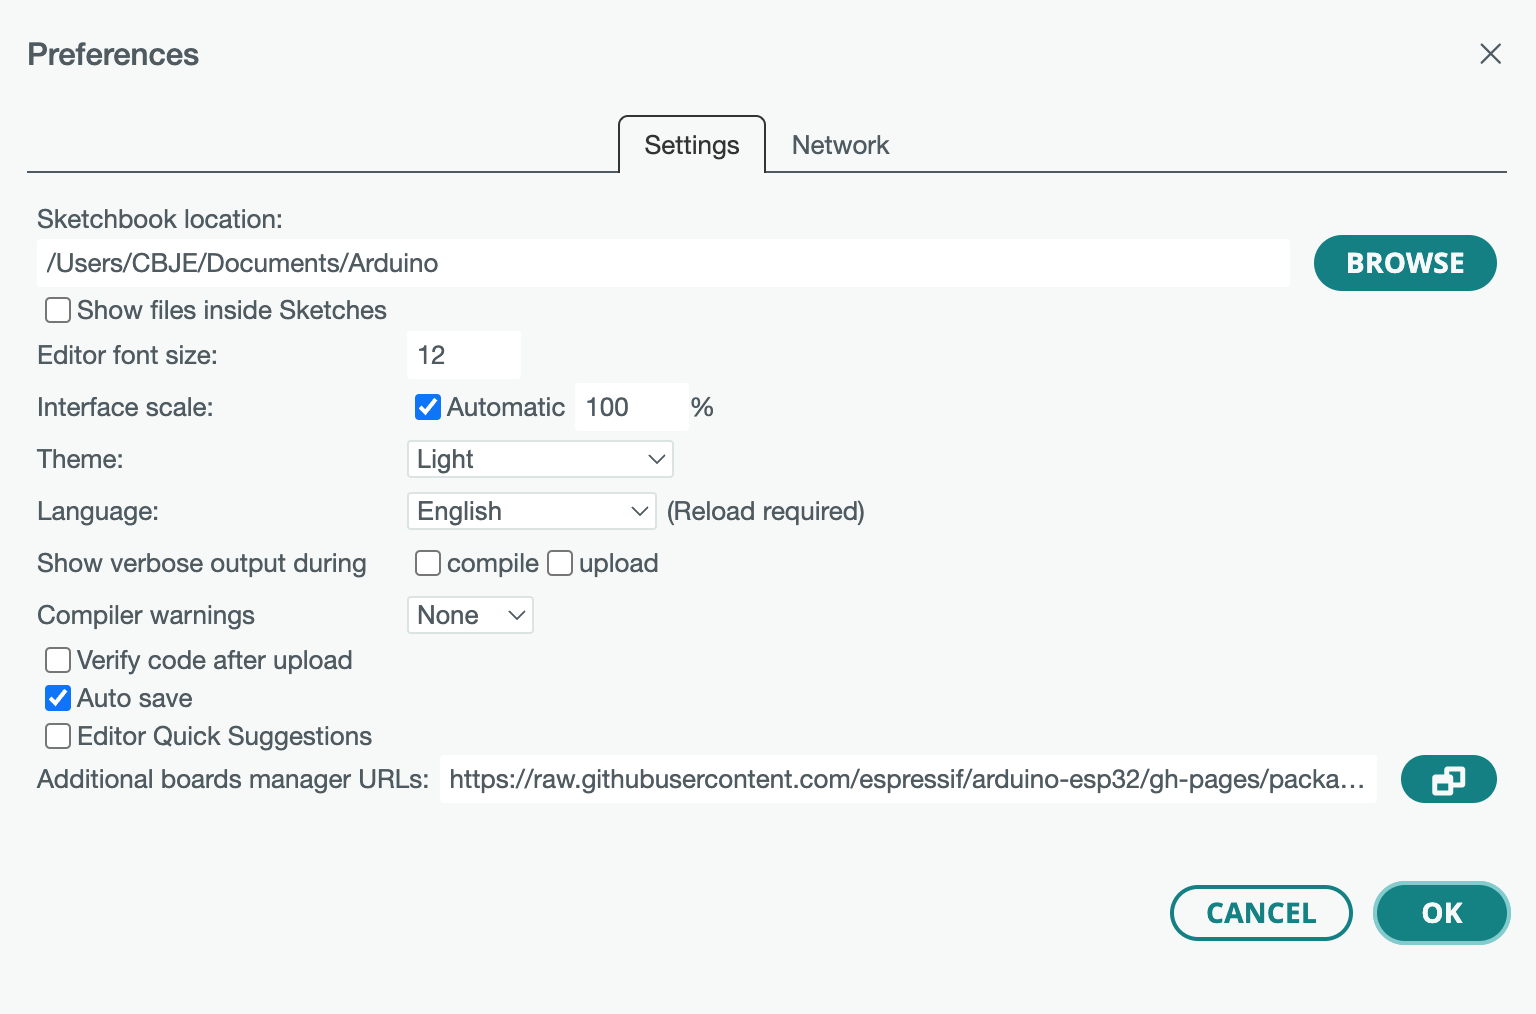 Preferences
Settings Network
Sketchbook location:
/Users/CBJE/Documents/Arduino BROWSE
Show files inside Sketches
Editor font size: 12
Interface scale: Automatic 100 %
Theme: Light
Language: English (Reload required)
Show verbose output during compile upload
Compiler warnings None
Verify code after upload
Auto save
Editor Quick Suggestions
Additional boards manager URLs: https://raw.githubusercontent.com/espressif/arduino-esp32/gh-pages/packa…
CANCEL OK